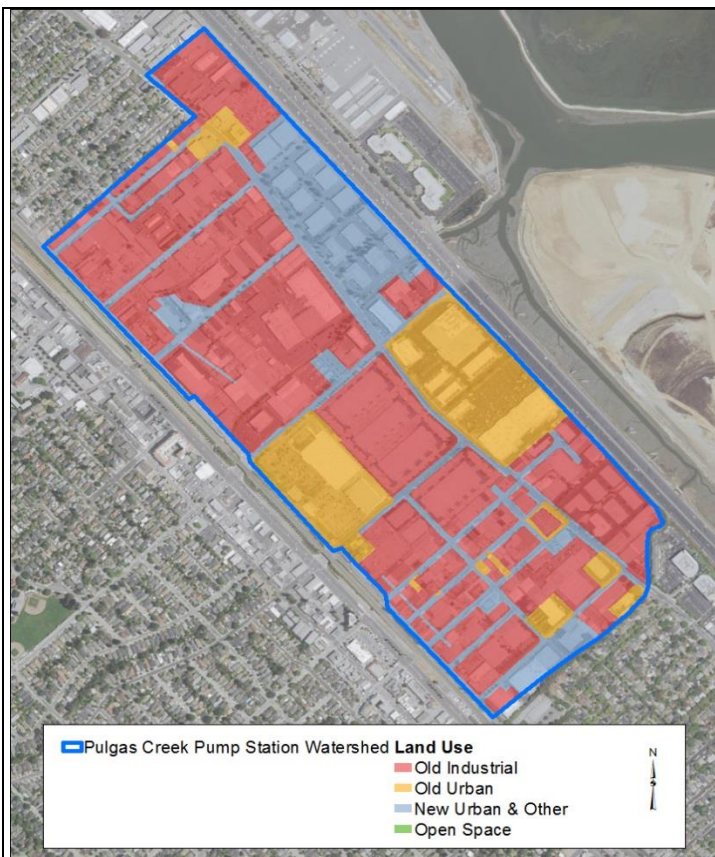 Pulgas Creek Pump Station Watershed Land Use
Old Industrial
Old Urban
New Urban & Other
Open Space
N